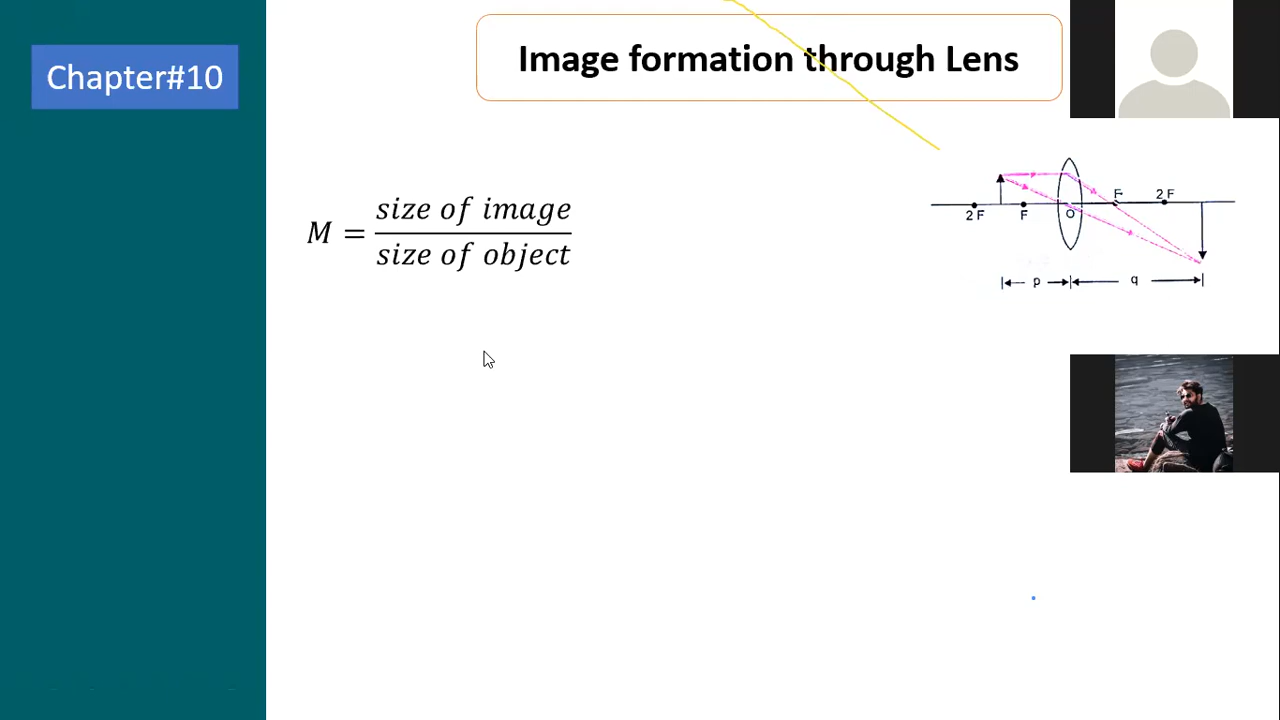 Chapter#10
Image formation through Lens
M = size of image
size of object
F 2 F
2 F F O
p q